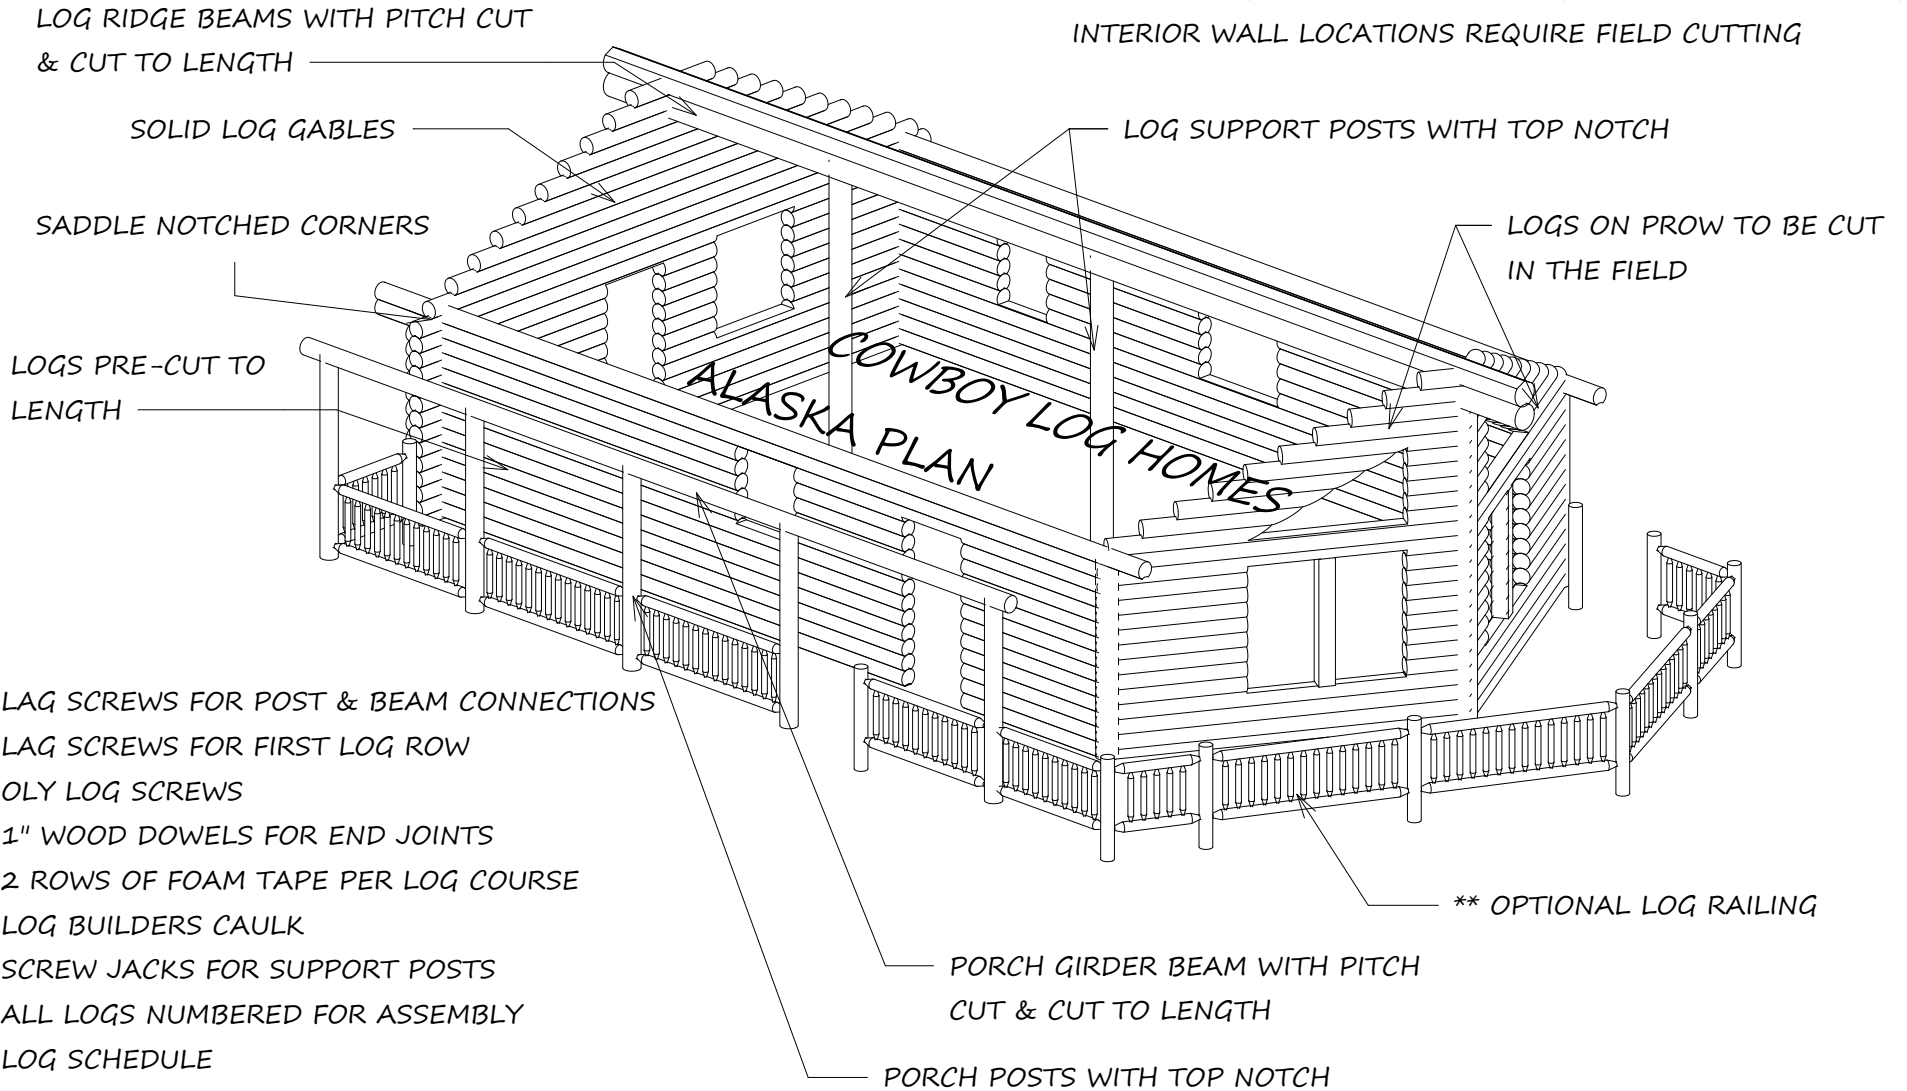 LOG RIDGE BEAMS WITH PITCH CUT
& CUT TO LENGTH
INTERIOR WALL LOCATIONS REQUIRE FIELD CUTTING
SOLID LOG GABLES
LOG SUPPORT POSTS WITH TOP NOTCH
SADDLE NOTCHED CORNERS
LOGS ON PROW TO BE CUT
IN THE FIELD
LOGS PRE-CUT TO
LENGTH
COWBOY LOG HOMES
ALASKA PLAN
LAG SCREWS FOR POST & BEAM CONNECTIONS
LAG SCREWS FOR FIRST LOG ROW
OLY LOG SCREWS
1" WOOD DOWELS FOR END JOINTS
2 ROWS OF FOAM TAPE PER LOG COURSE
LOG BUILDERS CAULK
SCREW JACKS FOR SUPPORT POSTS
ALL LOGS NUMBERED FOR ASSEMBLY
LOG SCHEDULE
** OPTIONAL LOG RAILING
PORCH GIRDER BEAM WITH PITCH
CUT & CUT TO LENGTH
PORCH POSTS WITH TOP NOTCH